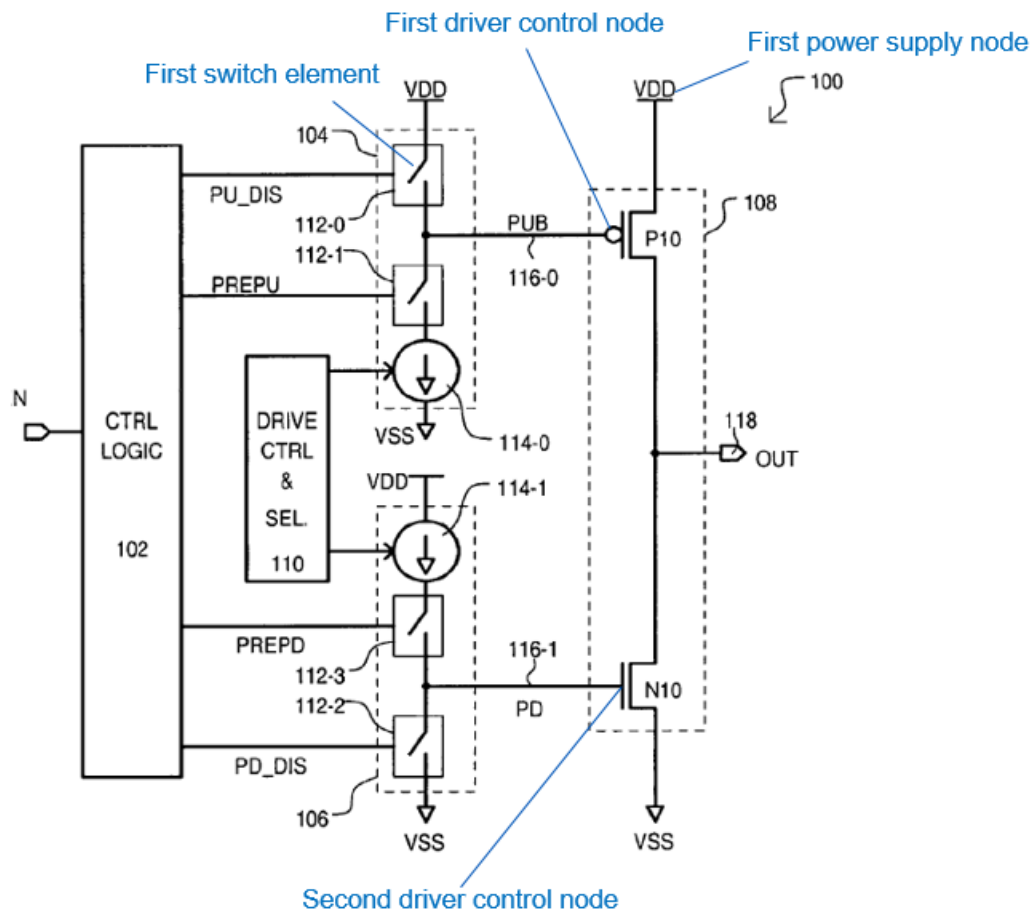 First driver control node
First power supply node
First switch element
VDD
VDD
100
104
108
PU_DIS
112-0
PUB
P10
116-0
112-1
PREPU
N
CTRL
LOGIC
102
DRIVE
CTRL
&
SEL.
110
VSS
114-0
118
OUT
VDD
114-1
PREPD
112-3
116-1
PD
N10
112-2
PD_DIS
106
VSS
VSS
Second driver control node